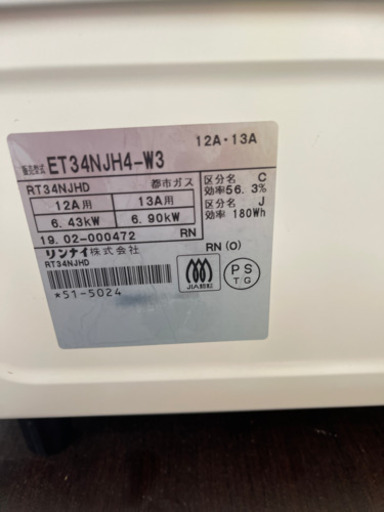 12A・13A
ET34NJH4-W3
RT34NJHD 都市ガス
12A用 13A用
6.43kW 6.90kW
区分名 C
効率56.3%
区分名 J
効率 180Wh
19.02-000472 RN
リンナイ株式会社
RN (O)
RT34NJHD
*51-5024
JIA
PS
TG